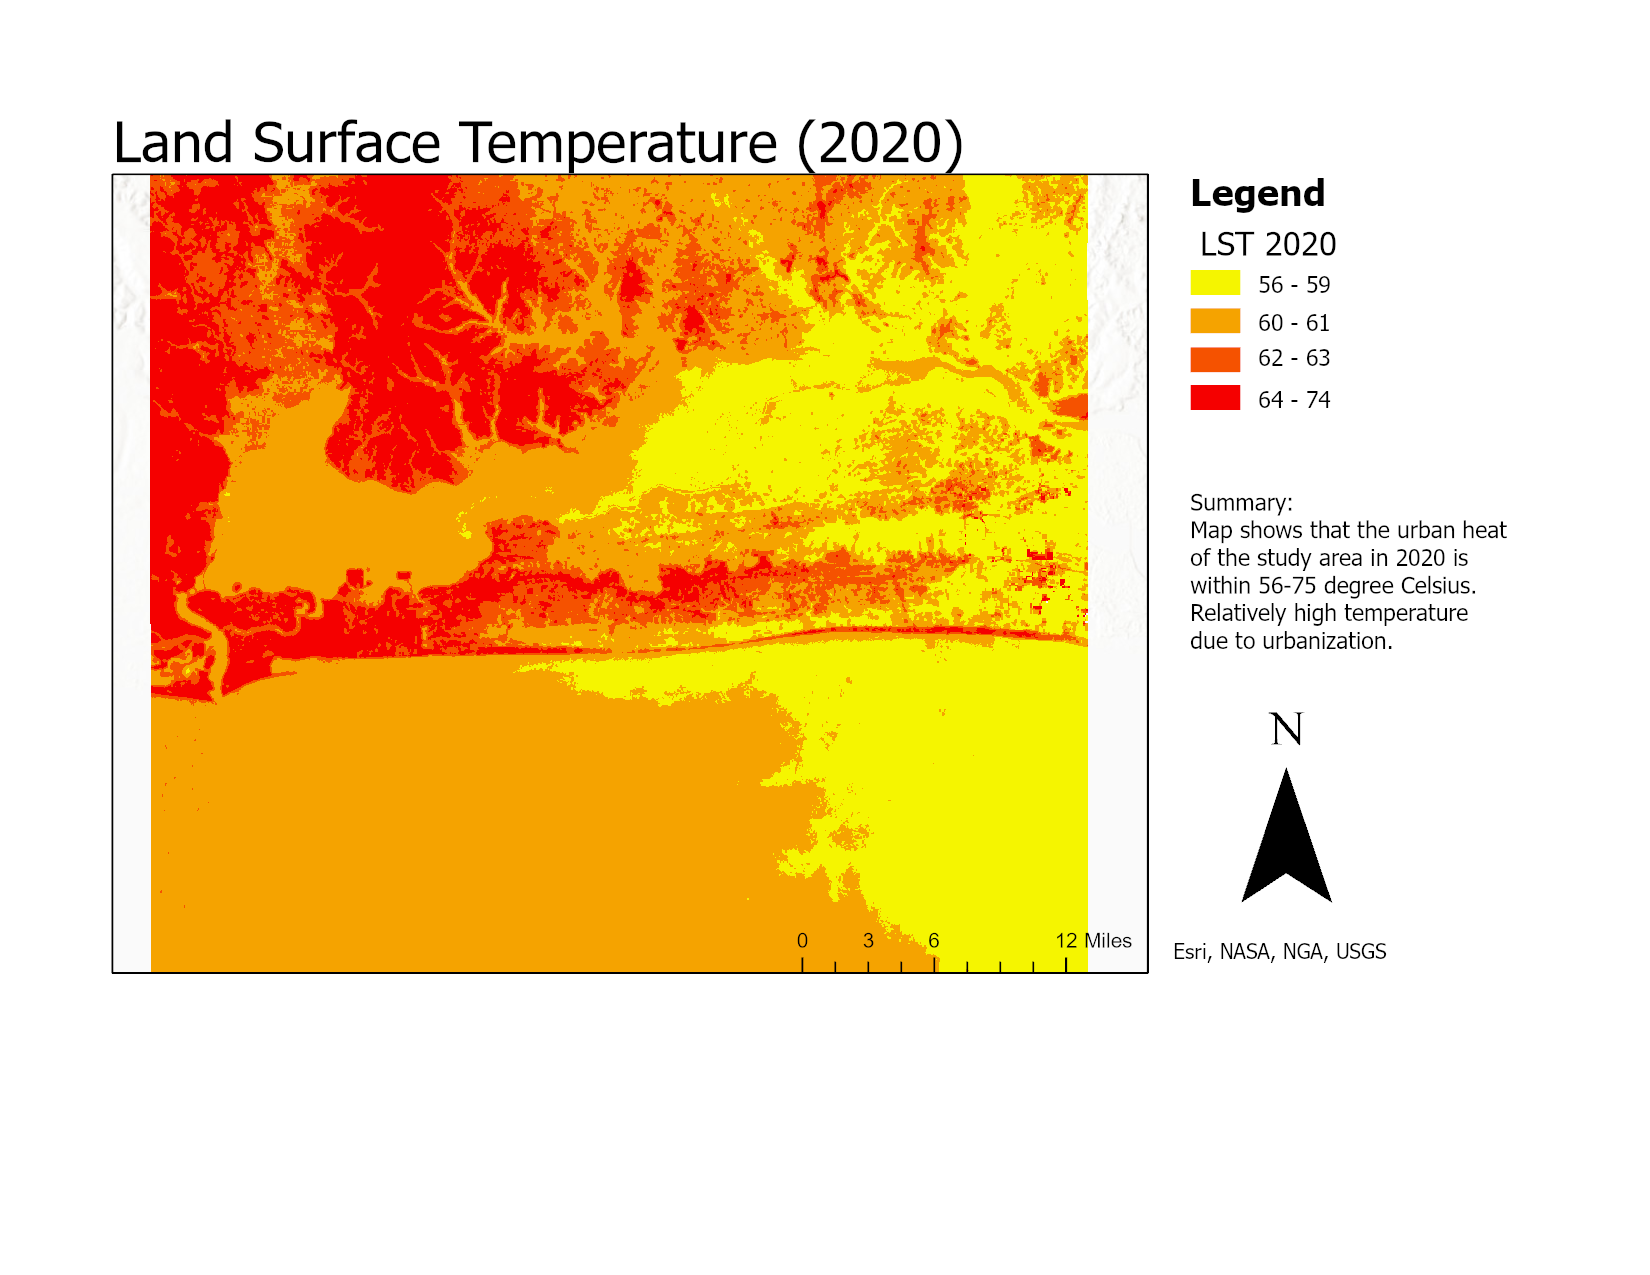 Land Surface Temperature (2020)
Legend
LST 2020
56 - 59
60 - 61
62 - 63
64 - 74
Summary:
Map shows that the urban heat
of the study area in 2020 is
within 56-75 degree Celsius.
Relatively high temperature
due to urbanization.
N
0 3 6 12 Miles
Esri, NASA, NGA, USGS